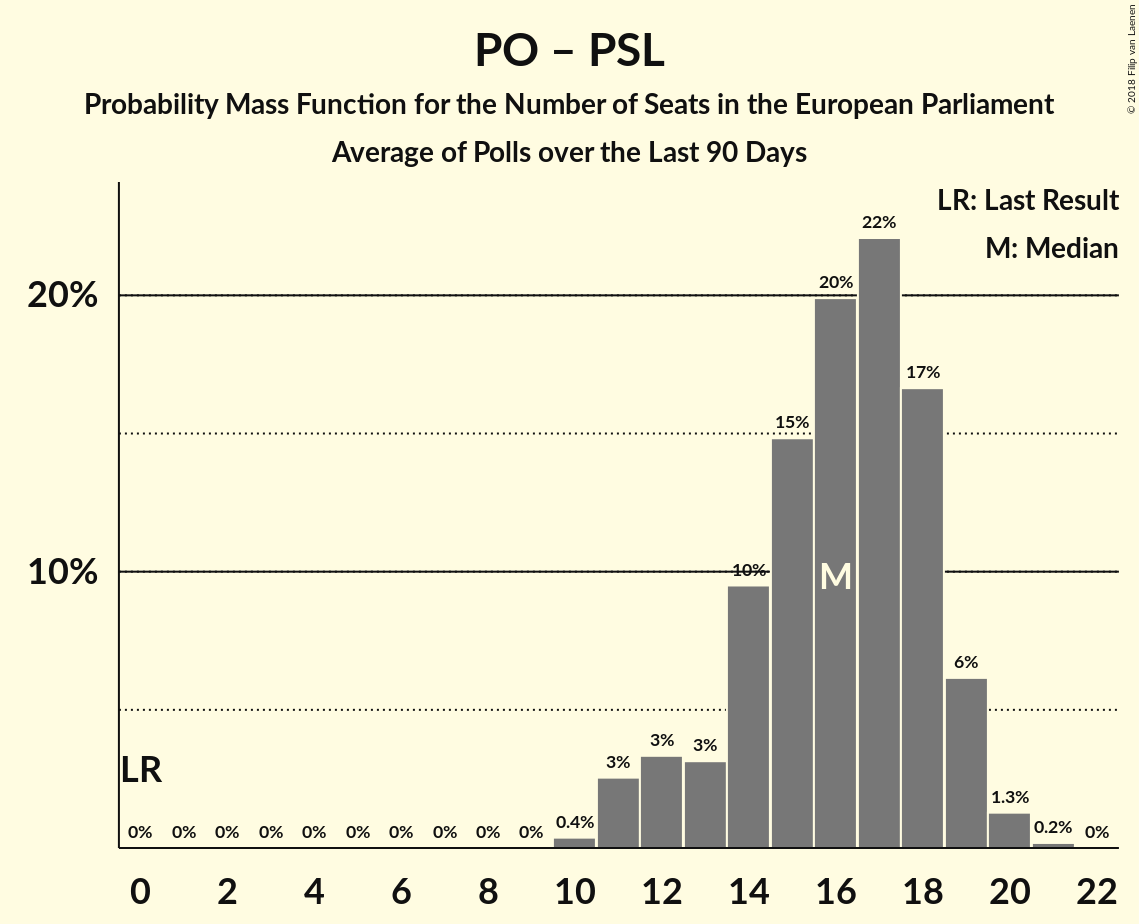 PO – PSL
Probability Mass Function for the Number of Seats in the European Parliament
Average of Polls over the Last 90 Days
© 2018 Filip van Laenen
LR: Last Result
M: Median
20%
10%
LR
M
0% 0% 0% 0% 0% 0% 0% 0% 0% 0% 0.4% 3% 3% 3% 10% 15% 20% 22% 17% 6% 1.3% 0.2% 0%
0 2 4 6 8 10 12 14 16 18 20 22